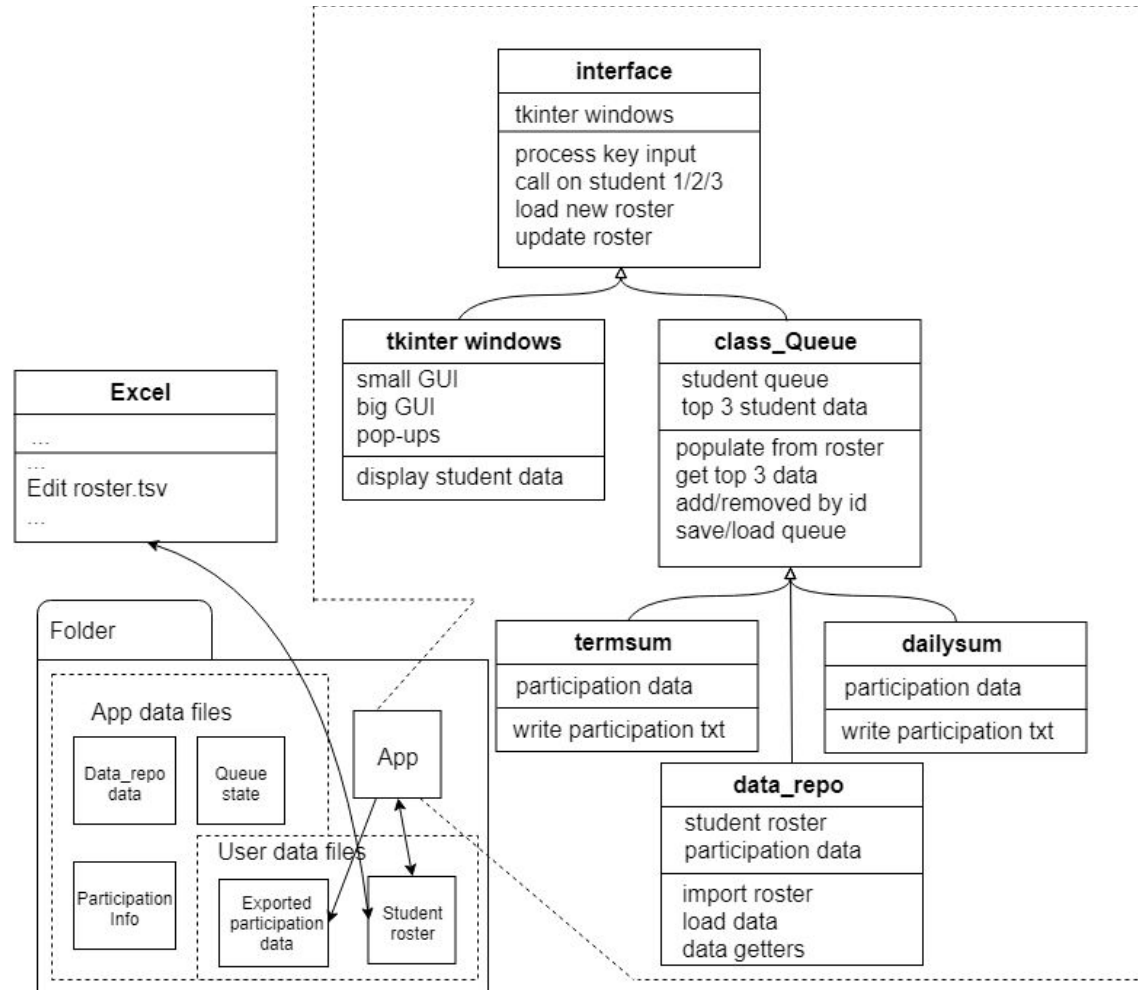 interface
tkinter windows
process key input
call on student 1/2/3
load new roster
update roster
tkinter windows
small GUI
big GUI
pop-ups
display student data
class_Queue
student queue
top 3 student data
populate from roster
get top 3 data
add/removed by id
save/load queue
Excel
...
...
Edit roster.tsv
...
termsum
participation data
write participation txt
dailysum
participation data
write participation txt
data_repo
student roster
participation data
import roster
load data
data getters
Folder
App data files
Data_repo
data
Queue
state
App
Participation
Info
User data files
Exported
participation
data
Student
roster